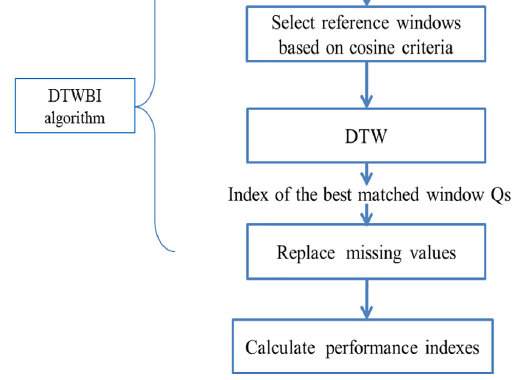 Select reference windows
based on cosine criteria
DTWBI
algorithm
DTW
Index of the best matched window Qs
Replace missing values
Calculate performance indexes